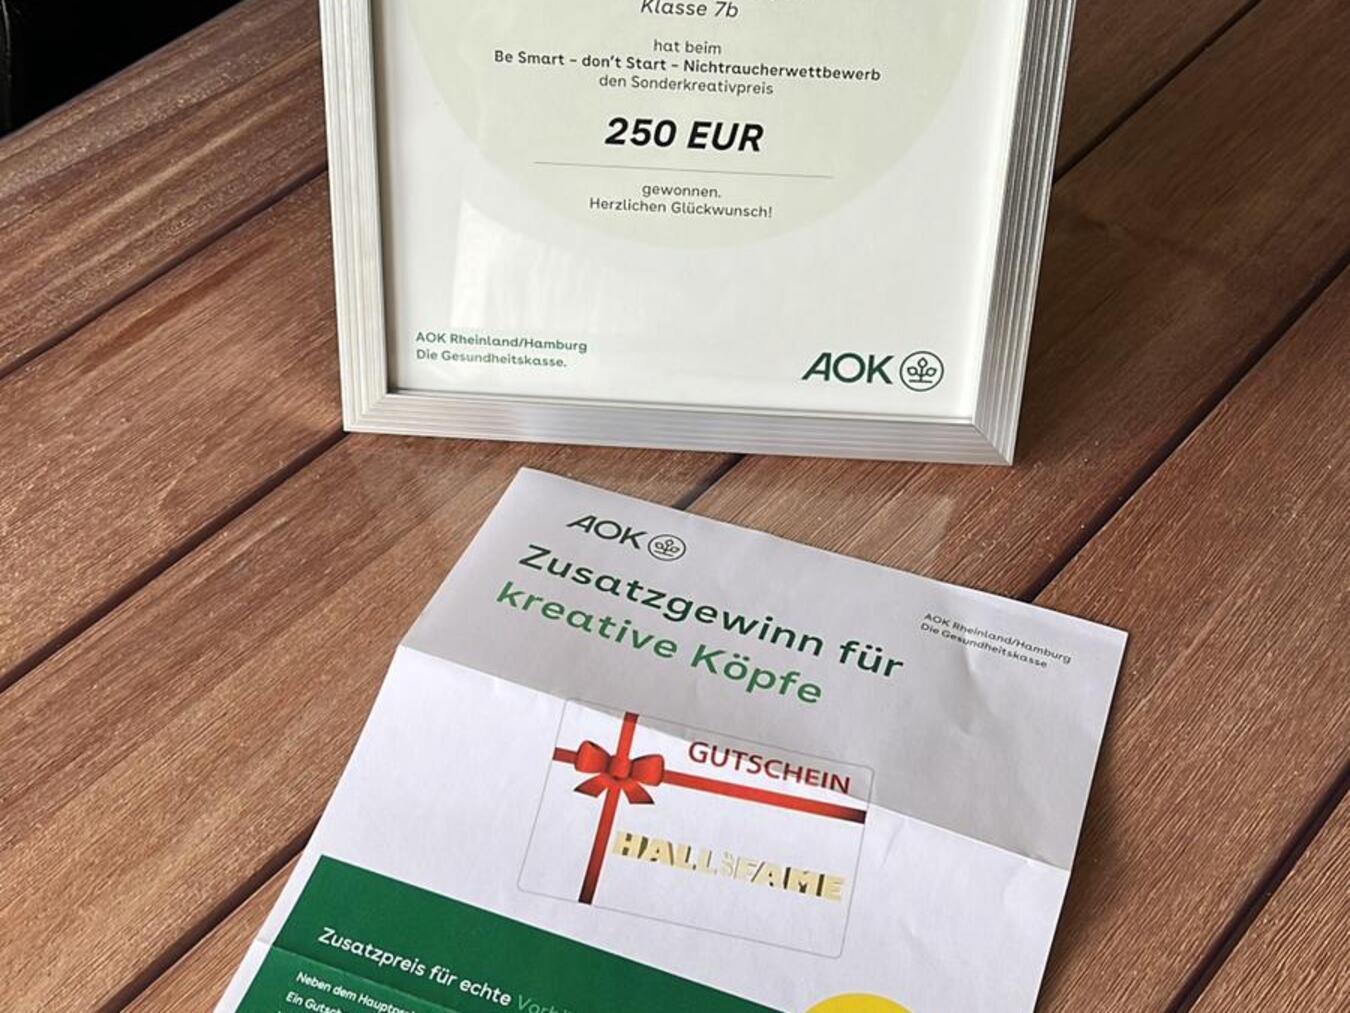 Klasse 7b
hat beim
Be Smart – don't Start – Nichtraucherwettbewerb
den Sonderkreativpreis
250 EUR
gewonnen.
Herzlichen Glückwunsch!
AOK Rheinland/Hamburg
Die Gesundheitskasse.
AOK
AOK
Zusatzgewinn für
kreative Köpfe
AOK Rheinland/Hamburg
Die Gesundheitskasse
GUTSCHEIN
HALL OF FAME
Zusatzpreis für echte
Neben dem
Ein